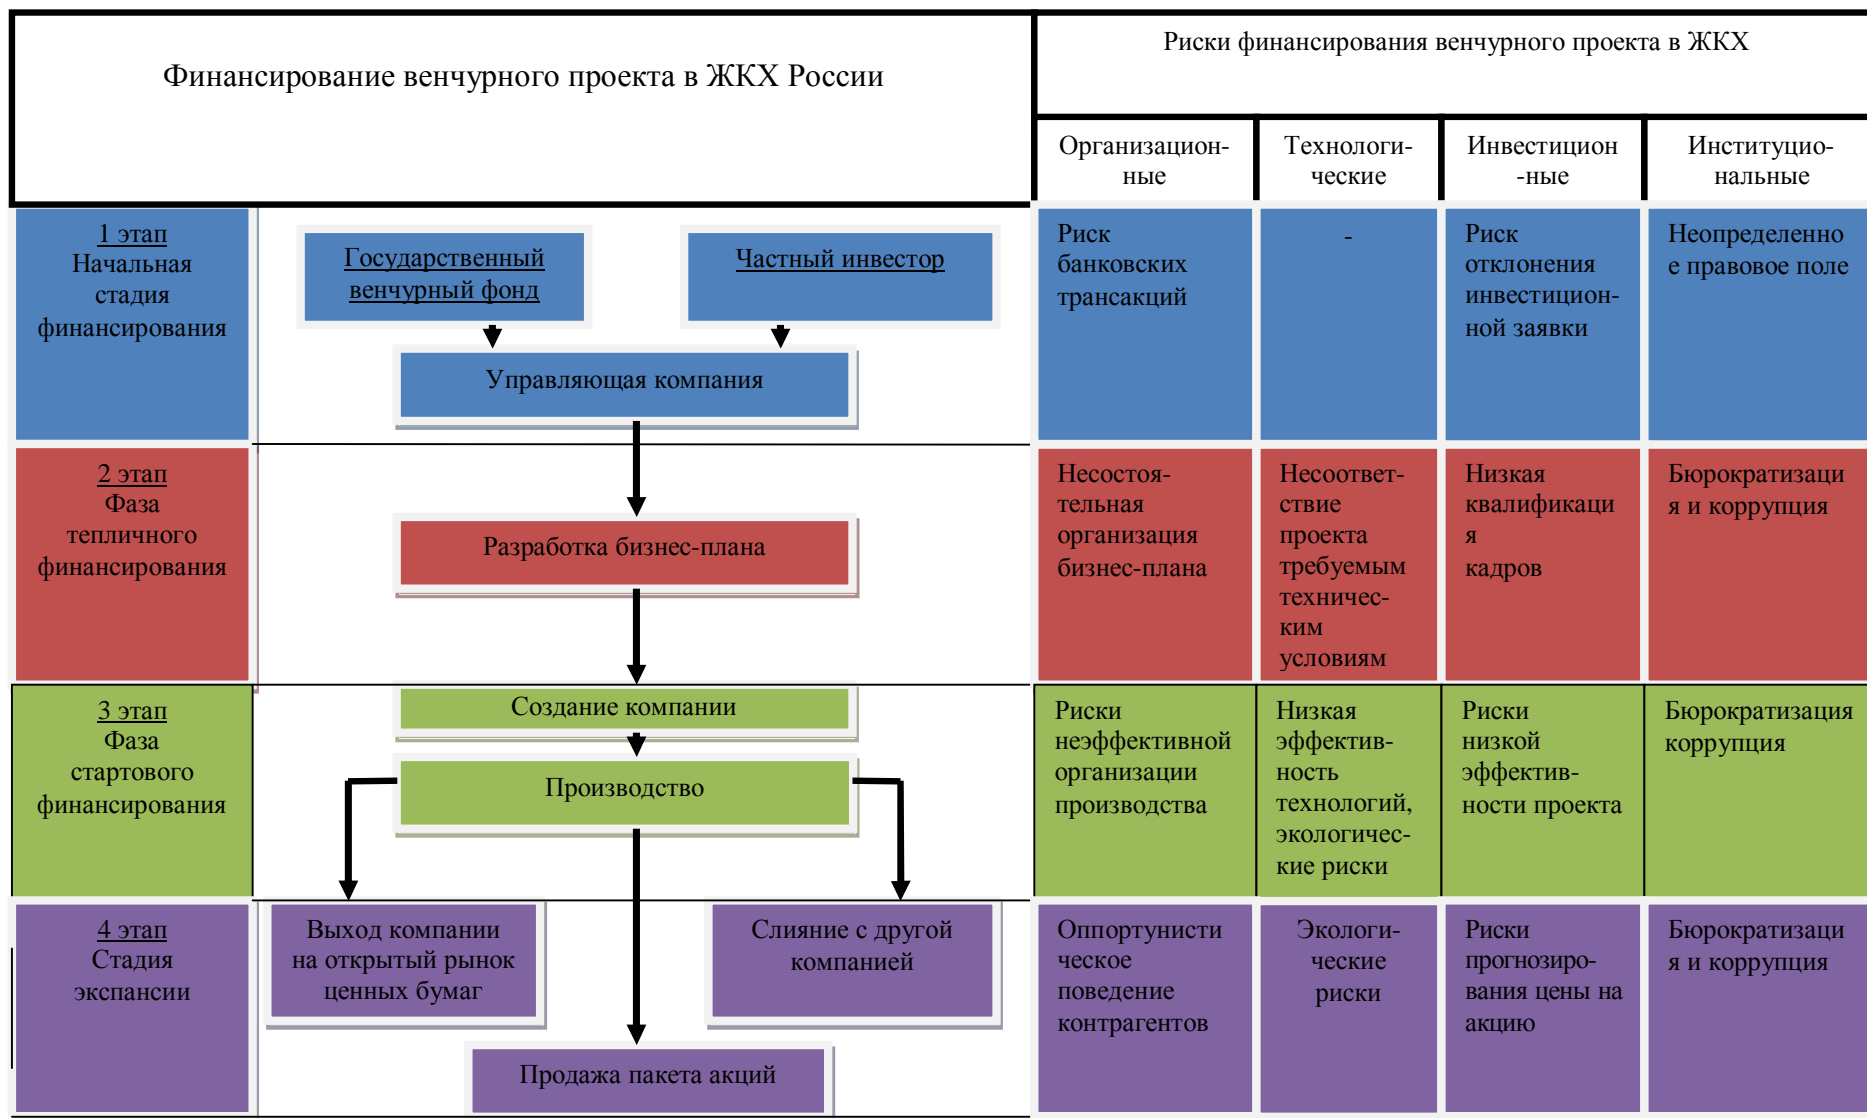 Финансирование венчурного проекта в ЖКХ России
Риски финансирования венчурного проекта в ЖКХ
Организацион-
ные
Технологи-
ческие
Инвестицион
-ные
Институцио-
нальные
1 этап
Начальная
стадия
финансирования
Государственный
венчурный фонд
Частный инвестор
Управляющая компания
Риск
банковских
трансакций
-
Риск
отклонения
инвестицион-
ной заявки
Неопределенно
е правовое поле
2 этап
Фаза
тепличного
финансирования
Разработка бизнес-плана
Несостоя-
тельная
организация
бизнес-плана
Несоответ-
ствие
проекта
требуемым
техничес-
ким
условиям
Низкая
квалификаци
я
кадров
Бюрократизаци
я и коррупция
3 этап
Фаза
стартового
финансирования
Создание компании
Производство
Риски
неэффективной
организации
производства
Низкая
эффектив-
ность
технологий,
экологичес-
кие риски
Риски
низкой
эффектив-
ности проекта
Бюрократизация
коррупция
4 этап
Стадия
экспансии
Выход компании
на открытый рынок
ценных бумаг
Слияние с другой
компанией
Продажа пакета акций
Оппортунисти
ческое
поведение
контрагентов
Экологи-
ческие
риски
Риски
прогнозиро-
вания цены на
акцию
Бюрократизаци
я и коррупция